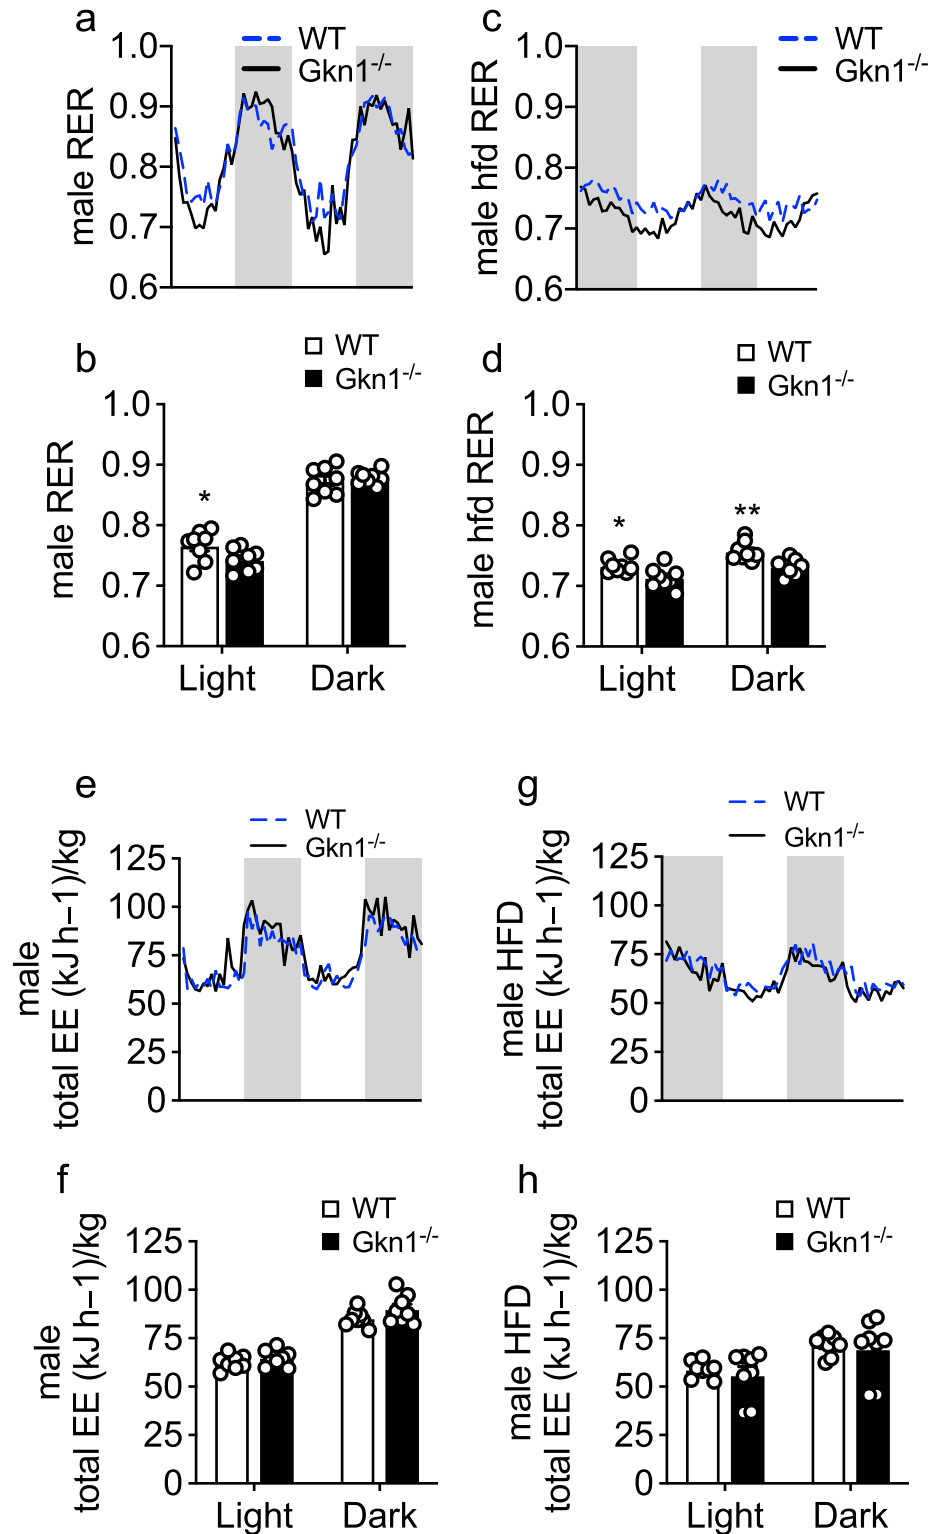 a
WT
Gkn1-/-
male RER
1.0
0.9
0.8
0.7
0.6
c
WT
Gkn1-/-
male hfd RER
1.0
0.9
0.8
0.7
0.6
b
WT
Gkn1-/-
male RER
1.0
0.9
0.8
0.7
0.6
*
Light
Dark
d
WT
Gkn1-/-
male hfd RER
1.0
0.9
0.8
0.7
0.6
*
**
Light
Dark
e
WT
Gkn1-/-
male
total EE (kJ h−1)/kg
125
100
75
50
25
0
g
WT
Gkn1-/-
male HFD
total EE (kJ h−1)/kg
125
100
75
50
25
0
f
WT
Gkn1-/-
male
total EE (kJ h−1)/kg
125
100
75
50
25
0
Light
Dark
h
WT
Gkn1-/-
male HFD
total EE (kJ h−1)/kg
125
100
75
50
25
0
Light
Dark